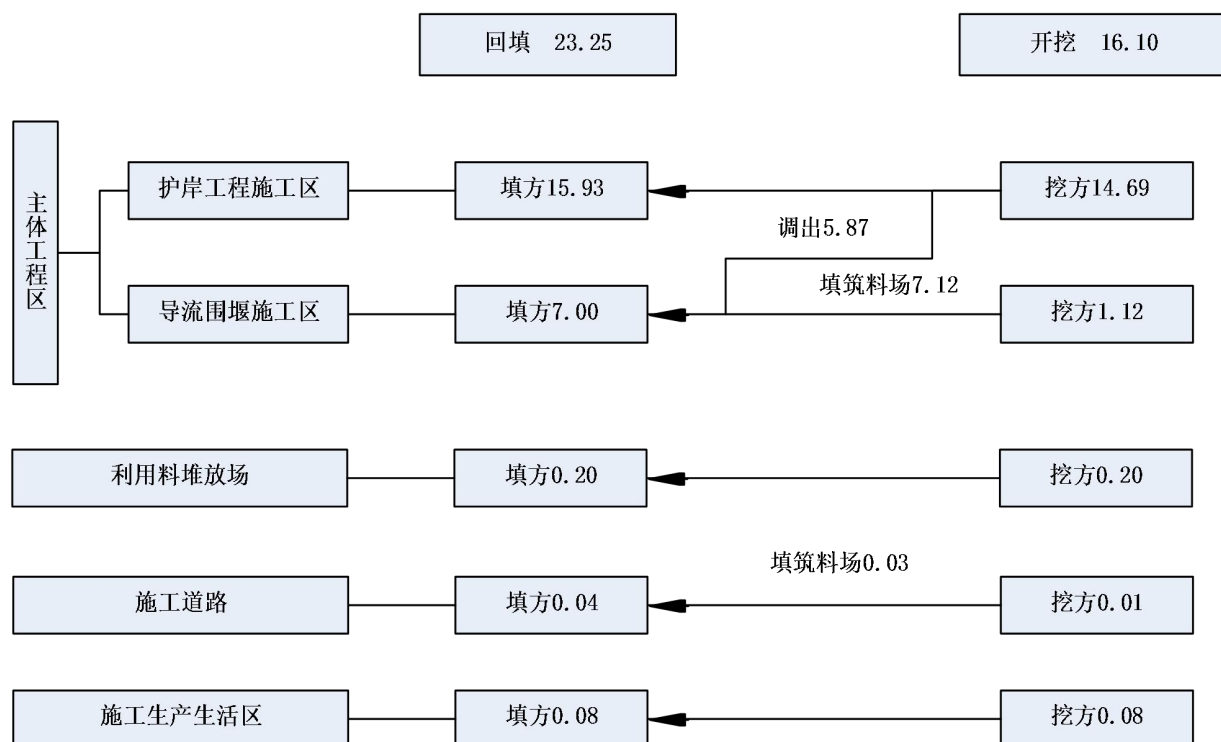 回填 23.25
开挖 16.10
主体工程区
护岸工程施工区
填方15.93
挖方14.69
调出5.87
填筑料场7.12
导流围堰施工区
填方7.00
挖方1.12
利用料堆放场
填方0.20
挖方0.20
填筑料场0.03
施工道路
填方0.04
挖方0.01
施工生产生活区
填方0.08
挖方0.08